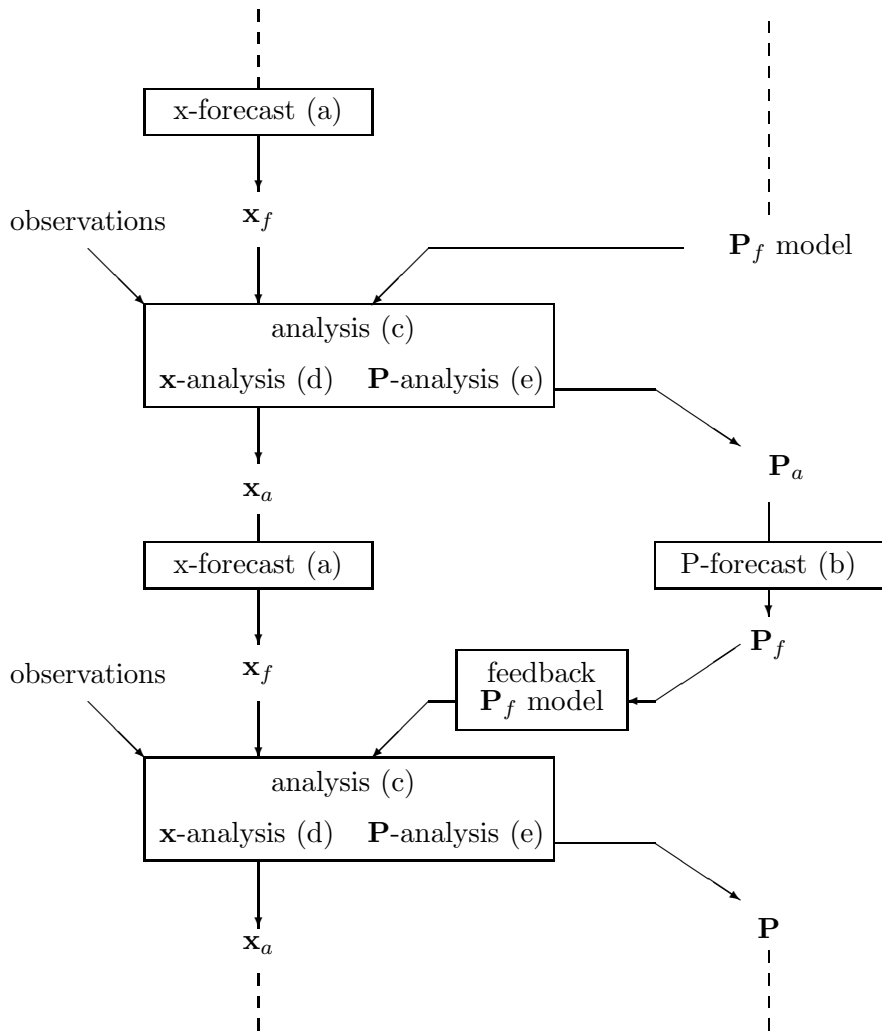 x-forecast (a)
observations
x_f
P_f model
analysis (c)
x-analysis (d) P-analysis (e)
P_a
x_a
x-forecast (a)
P-forecast (b)
P_f
observations
x_f
feedback
P_f model
analysis (c)
x-analysis (d) P-analysis (e)
P
x_a